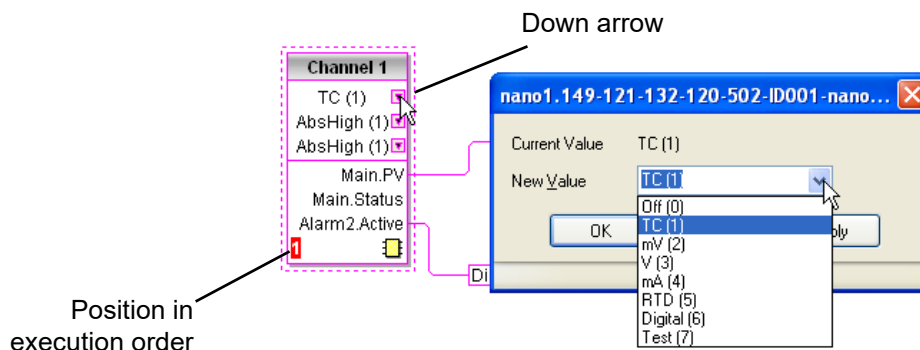 Down arrow
Channel 1
TC (1)
AbsHigh (1)
AbsHigh (1)
Main.PV
Main.Status
Alarm2.Active
1
Di
Position in
execution order
nano1.149-121-132-120-502-ID001-nano...
Current Value TC (1)
New Value TC (1)
Off (0)
TC (1)
mV (2)
V (3)
mA (4)
RTD (5)
Digital (6)
Test (7)
OK